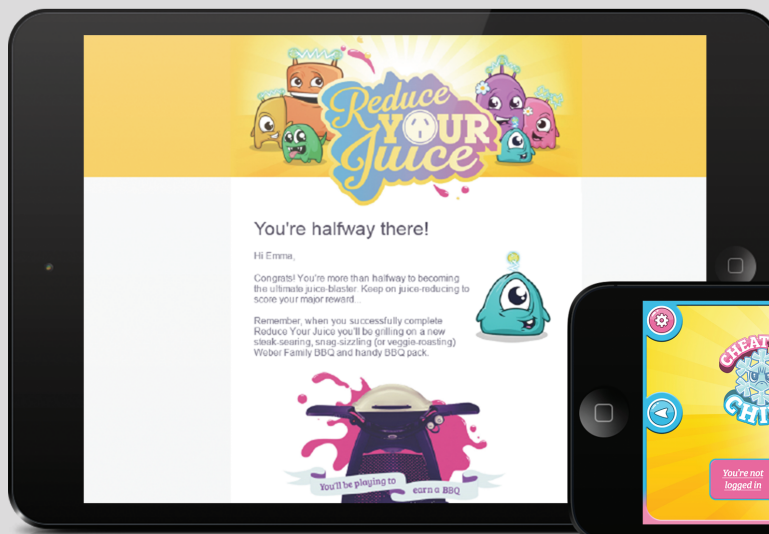 Reduce
YOUR
Juice
You're halfway there!
Hi Emma,
Congrats! You're more than halfway to becoming
the ultimate juice-blaster. Keep on juice-reducing to
score your major reward...
Remember, when you successfully complete
Reduce Your Juice you'll be grilling on a new
steak-searing, snag-sizzling (or veggie-roasting)
Weber Family BBQ and handy BBQ pack.
You'll be playing to earn a BBQ
You're not
logged in